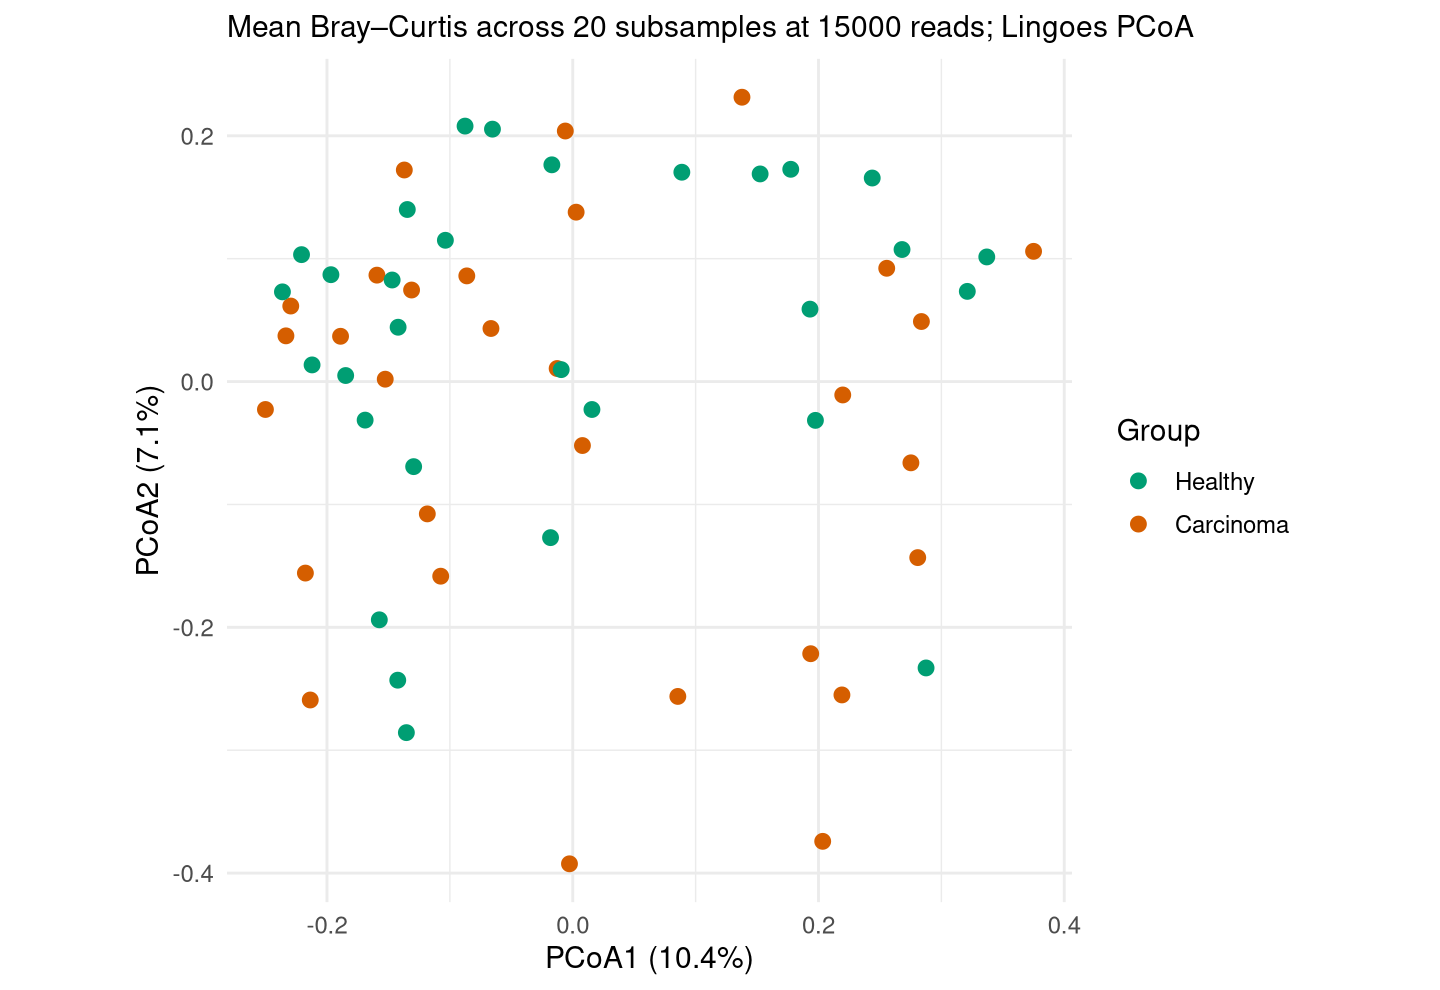 Mean Bray–Curtis across 20 subsamples at 15000 reads; Lingoes PCoA
0.2
0.0
-0.2
-0.4
PCoA2 (7.1%)
-0.2
0.0
0.2
0.4
PCoA1 (10.4%)
Group
Healthy
Carcinoma